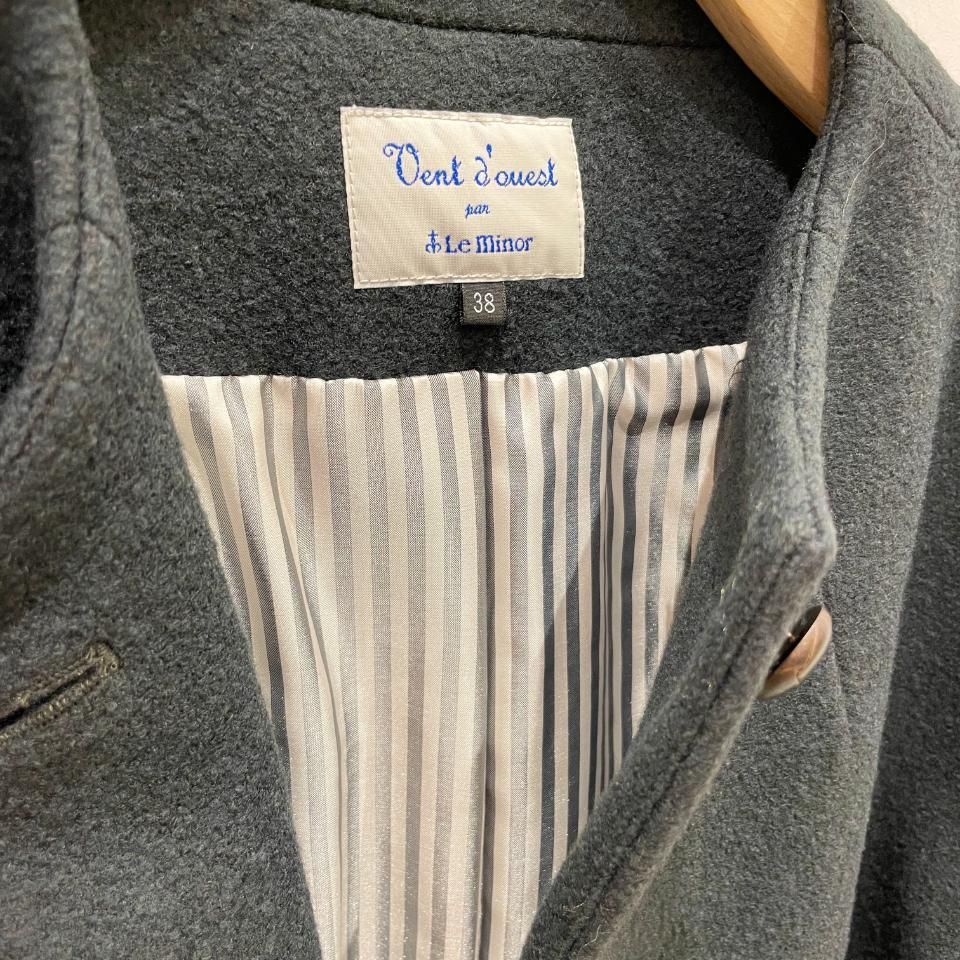 Vent d'ouest
par
Le minor
38